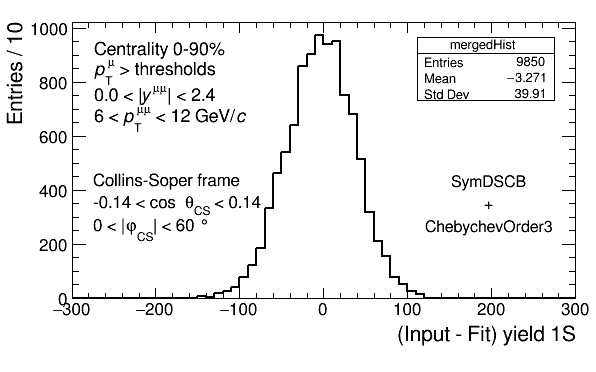 Entries / 10
1000
800
600
400
200
0
Centrality 0-90%
p_T^μ > thresholds
0.0 < |y^μμ| < 2.4
6 < p_T^μμ < 12 GeV/c
Collins-Soper frame
-0.14 < cos θ_CS < 0.14
0 < |φ_CS| < 60 °
mergedHist
Entries 9850
Mean −3.271
Std Dev 39.91
SymDSCB
+
ChebychevOrder3
−300 −200 −100 0 100 200 300
(Input - Fit) yield 1S